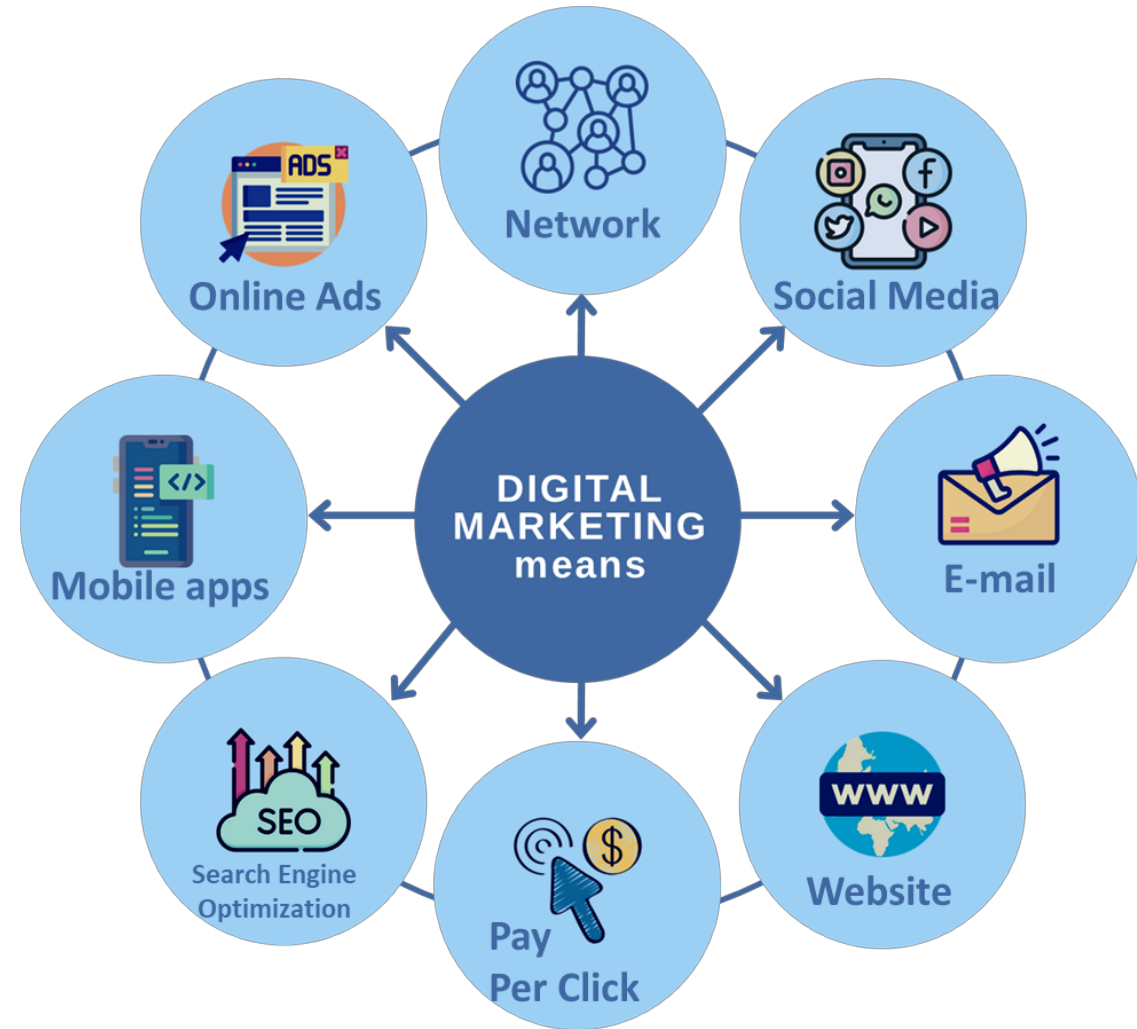 Network
Social Media
E-mail
WWW
Website
Pay
Per Click
SEO
Search Engine
Optimization
</>
Mobile apps
ADS
Online Ads
DIGITAL
MARKETING
means